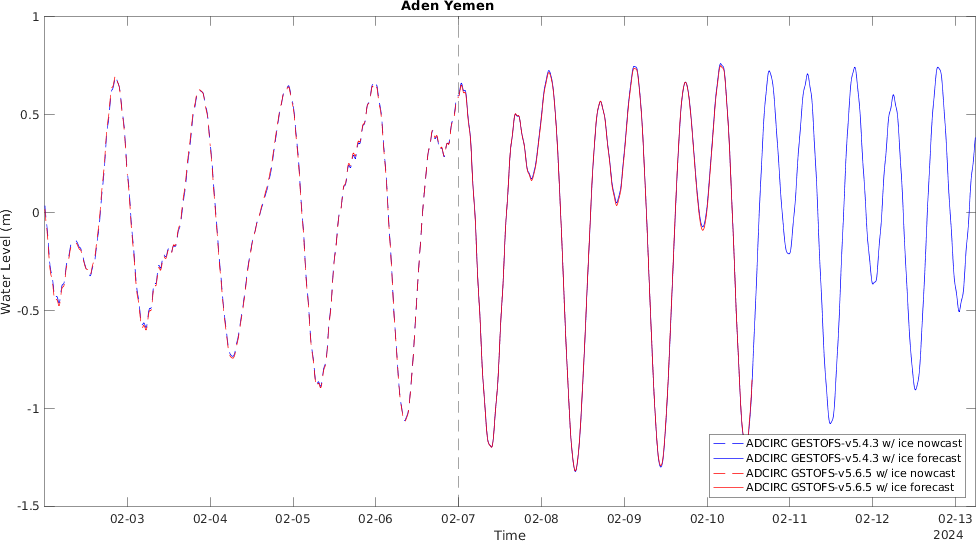 Aden Yemen
1
0.5
0
-0.5
-1
-1.5
Water Level (m)
ADCIRC GESTOFS-v5.4.3 w/ ice nowcast
ADCIRC GESTOFS-v5.4.3 w/ ice forecast
ADCIRC GSTOFS-v5.6.5 w/ ice nowcast
ADCIRC GSTOFS-v5.6.5 w/ ice forecast
02-03 02-04 02-05 02-06 02-07 02-08 02-09 02-10 02-11 02-12 02-13
Time
2024